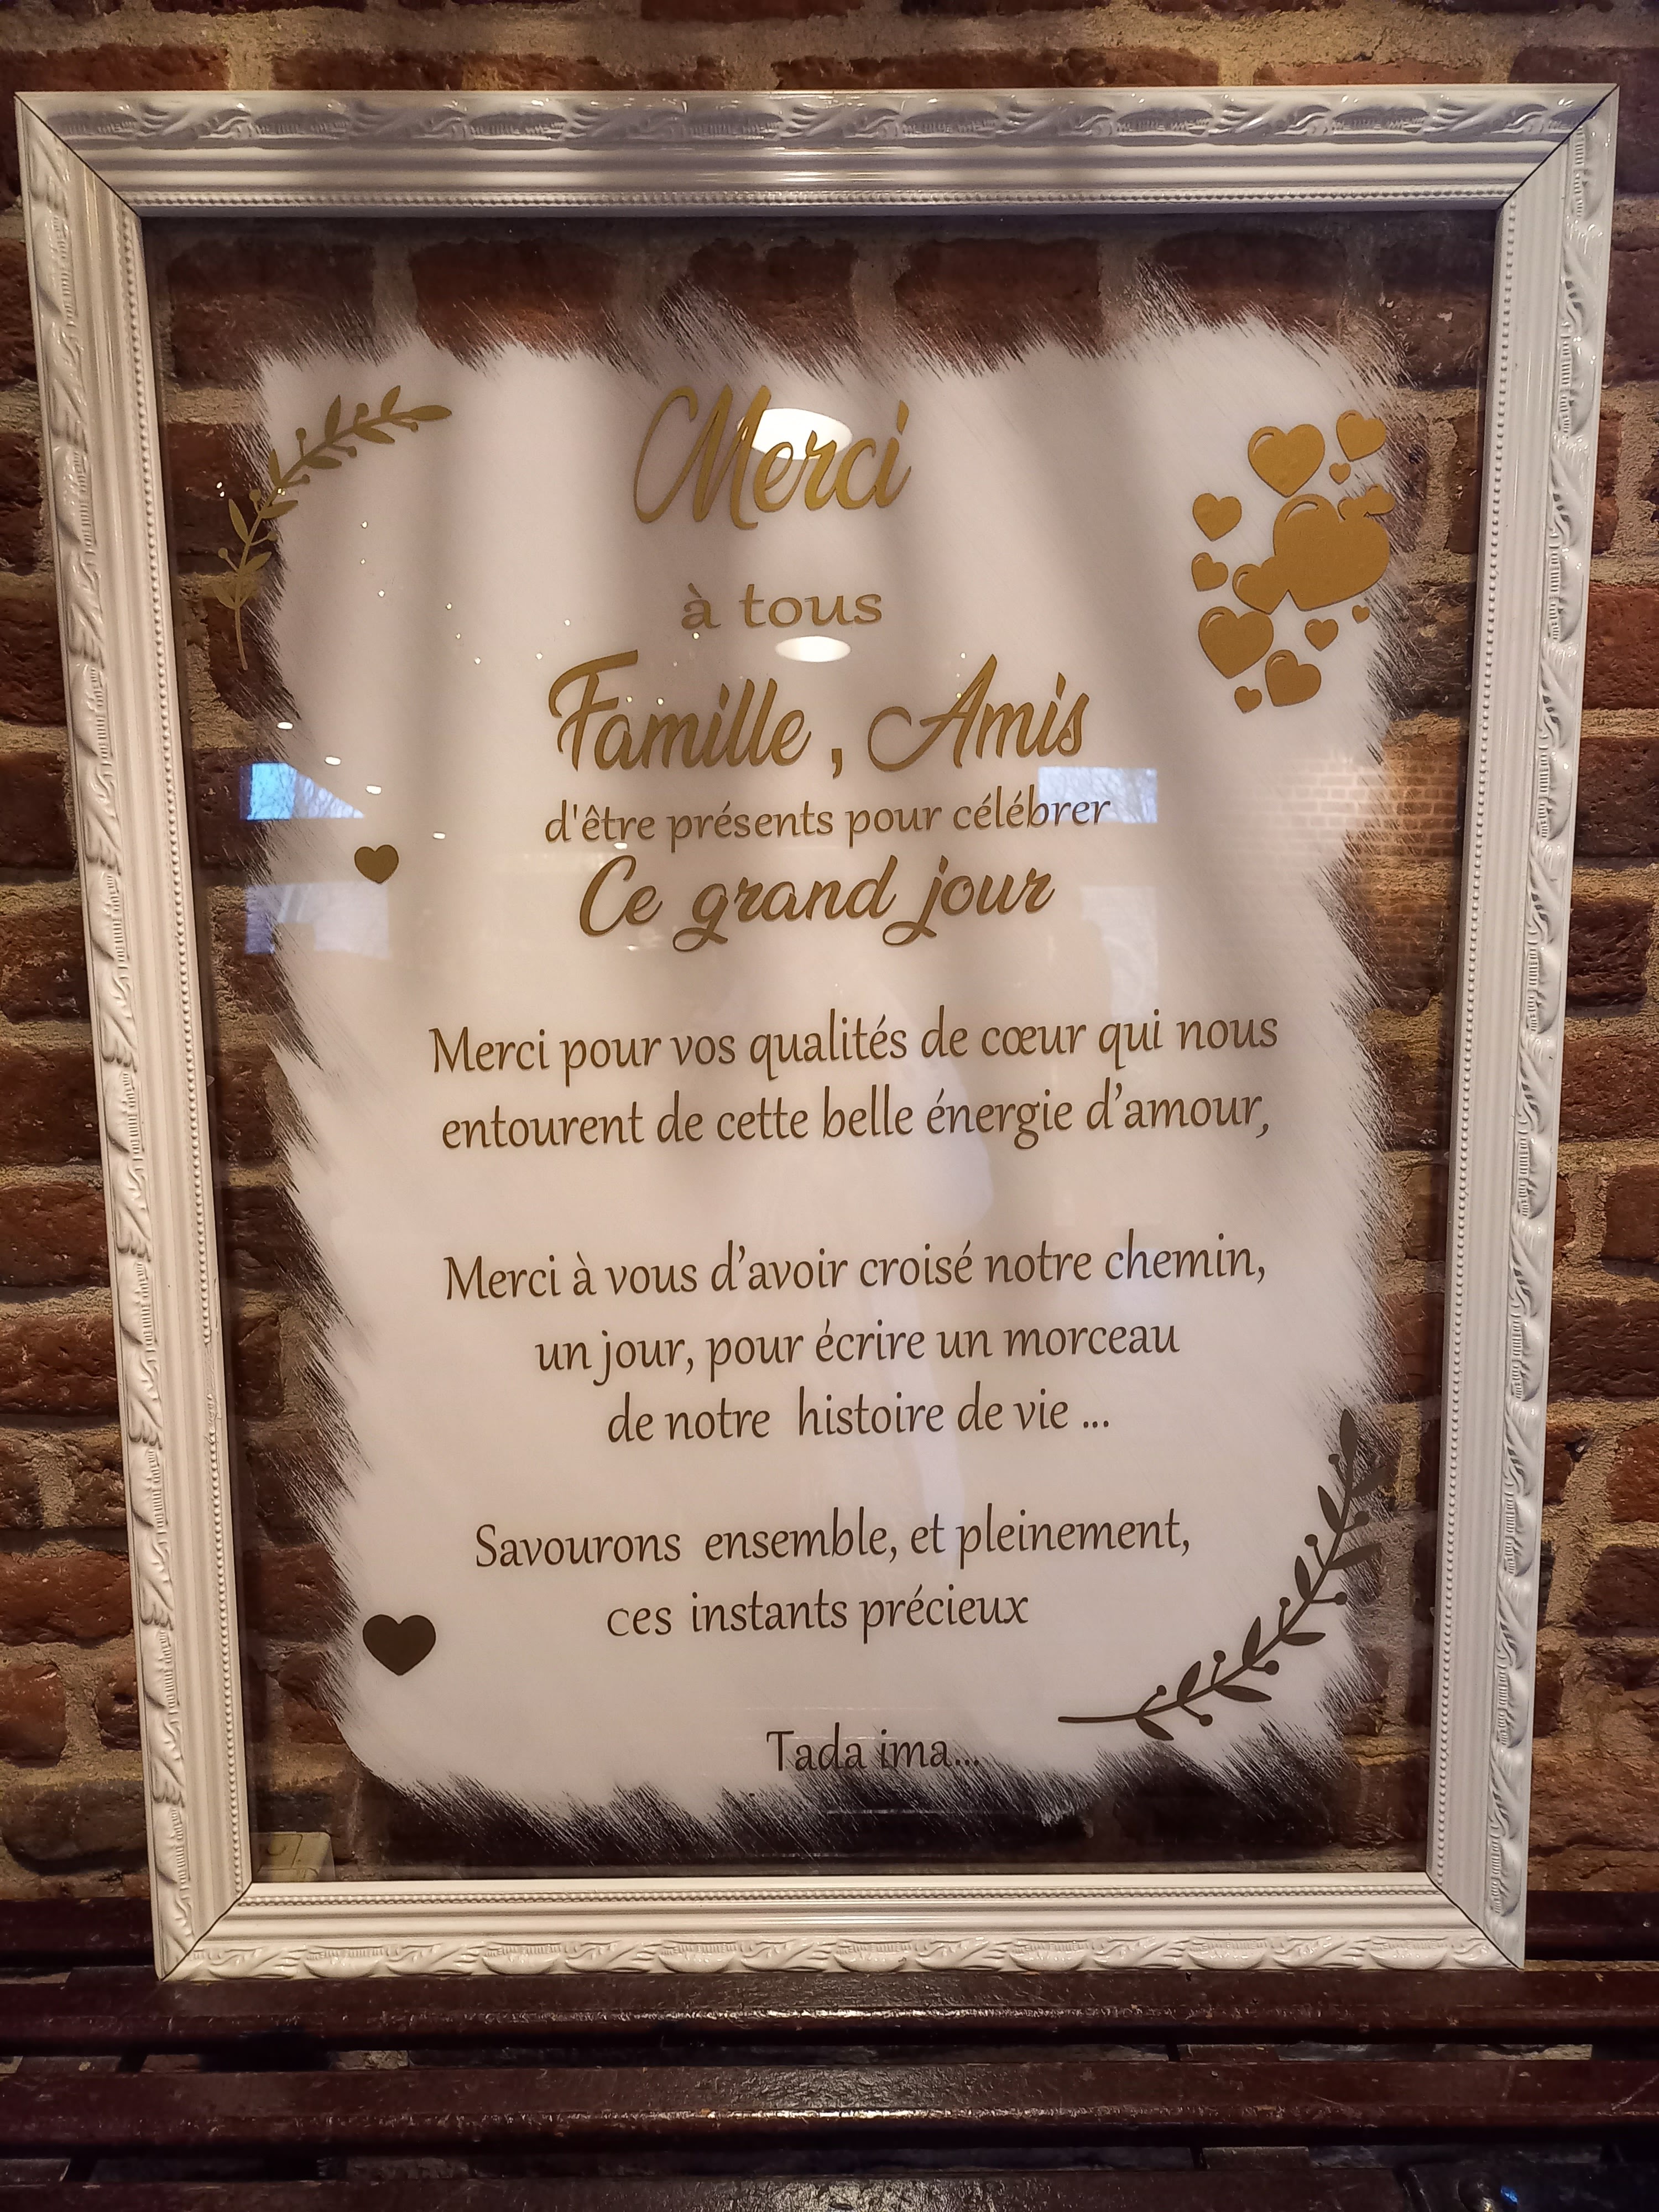 Merci
à tous
Famille , Amis
d'être présents pour célébrer
Ce grand jour
Merci pour vos qualités de cœur qui nous
entourent de cette belle énergie d’amour,
Merci à vous d’avoir croisé notre chemin,
un jour, pour écrire un morceau
de notre histoire de vie ...
Savourons ensemble, et pleinement,
ces instants précieux
Tada ima...